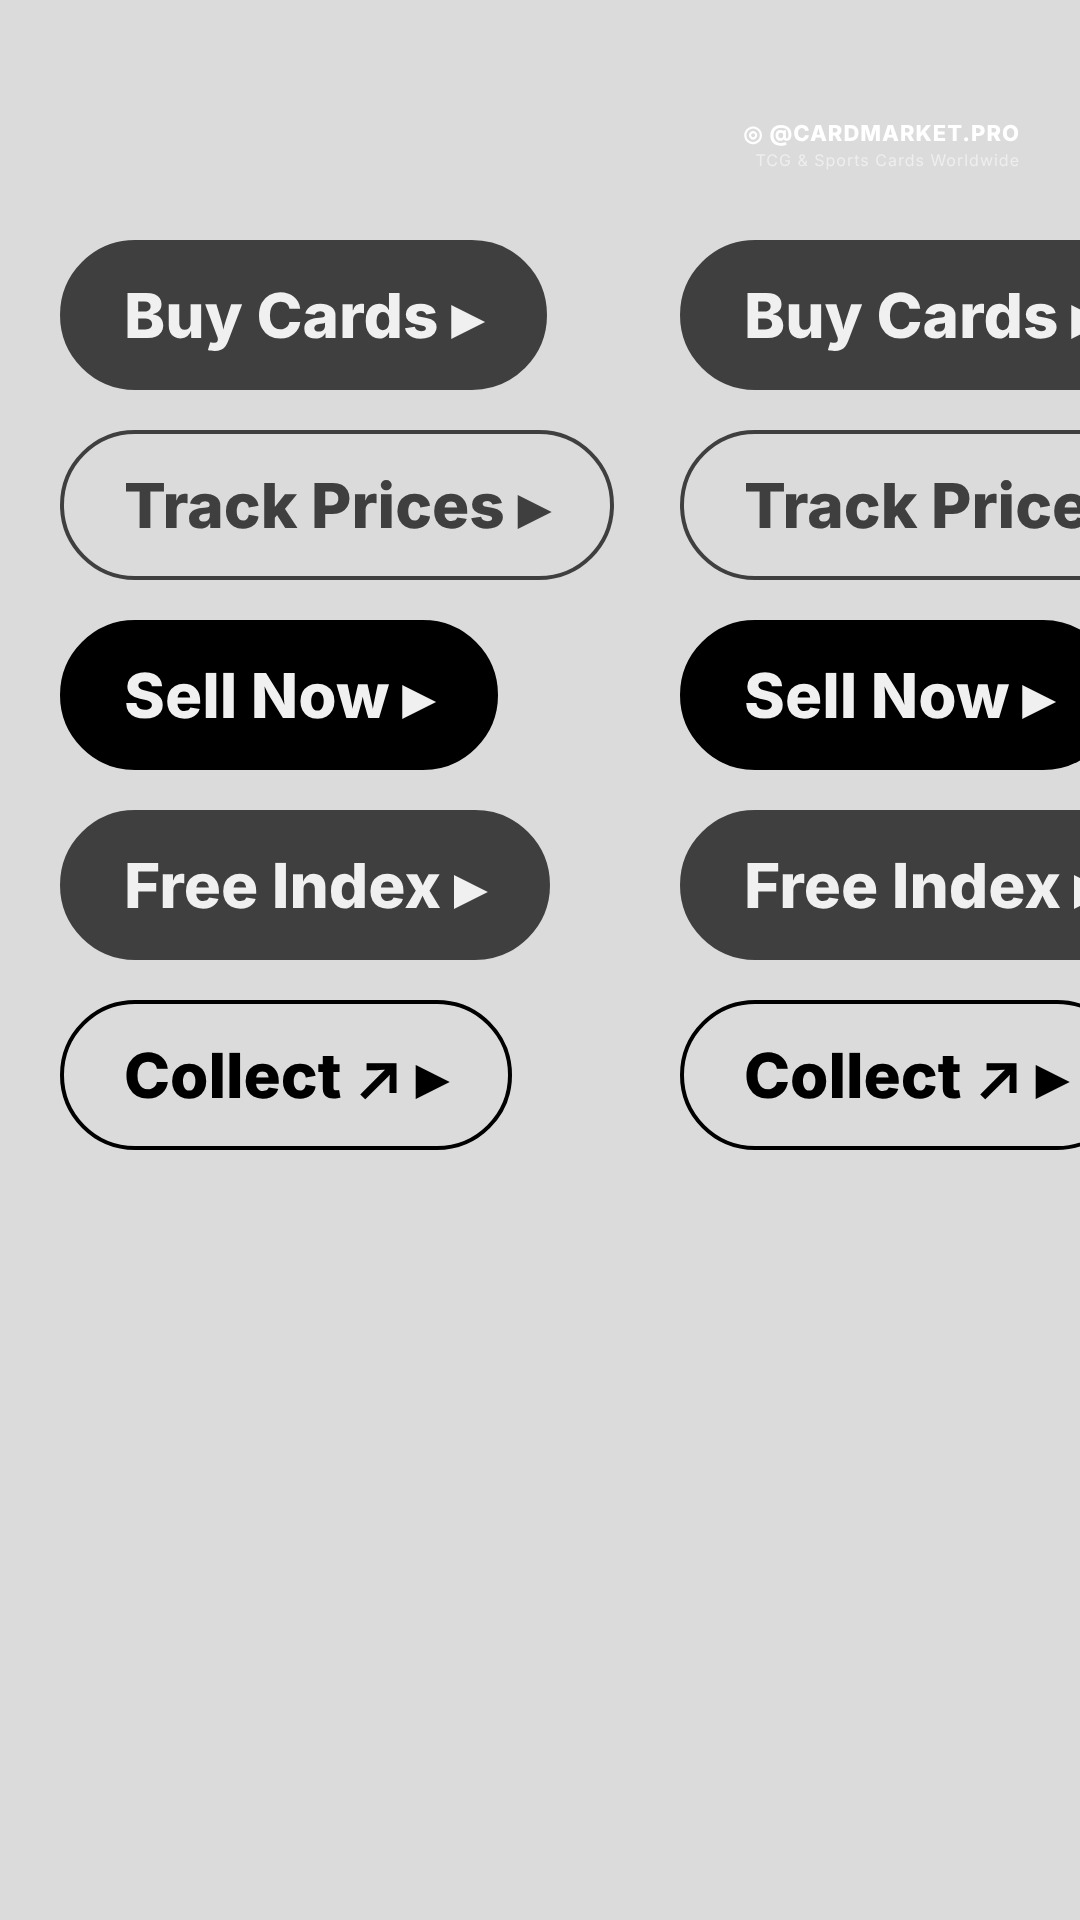 ◎ @CARDMARKET.PRO
TCG & Sports Cards Worldwide
Buy Cards ▸ Buy Cards ▸
Track Prices ▸ Track Price
Sell Now ▸ Sell Now ▸
Free Index ▸ Free Index ▸
Collect ↗ ▸ Collect ↗ ▸